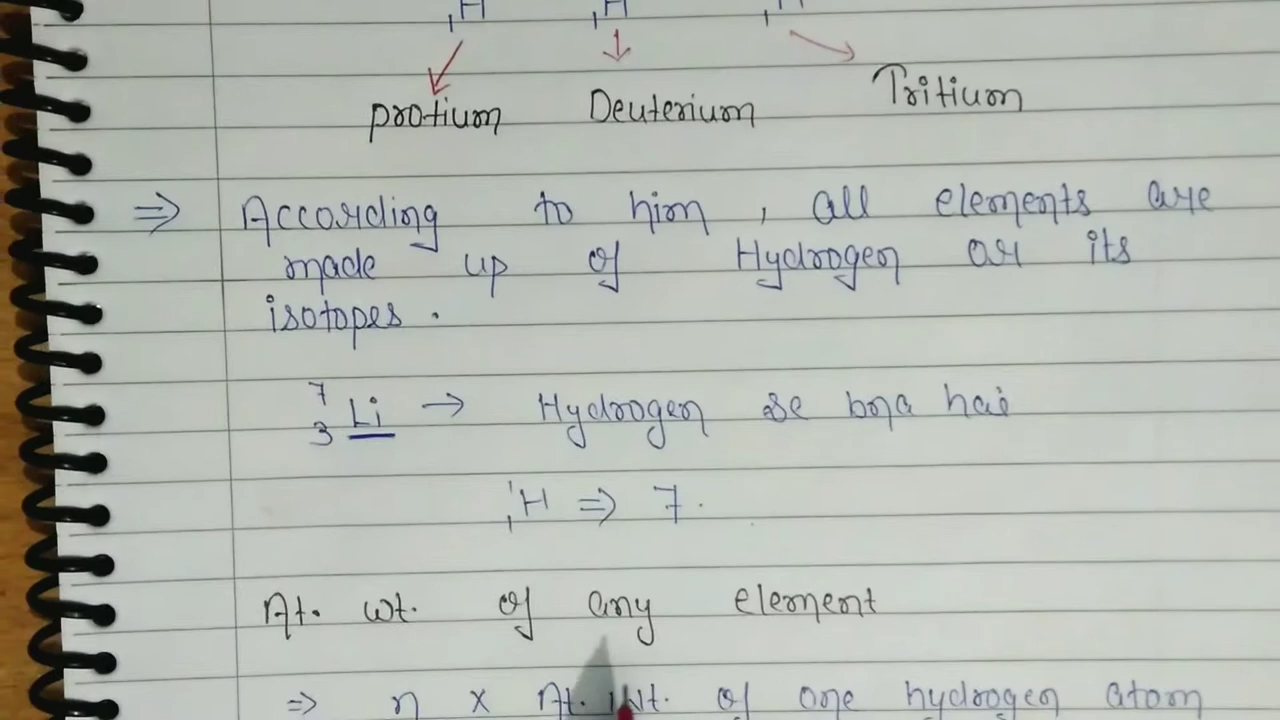 ₁H ₁H ₁H
protium Deuterium Tritium
⇒ According to him, all elements are
made up of Hydrogen or its
isotopes.
⁷₃Li → Hydrogen se bna hai
¹₁H ⇒ 7.
At. wt. of any element
⇒ n x At. Wt. of one hydrogen atom